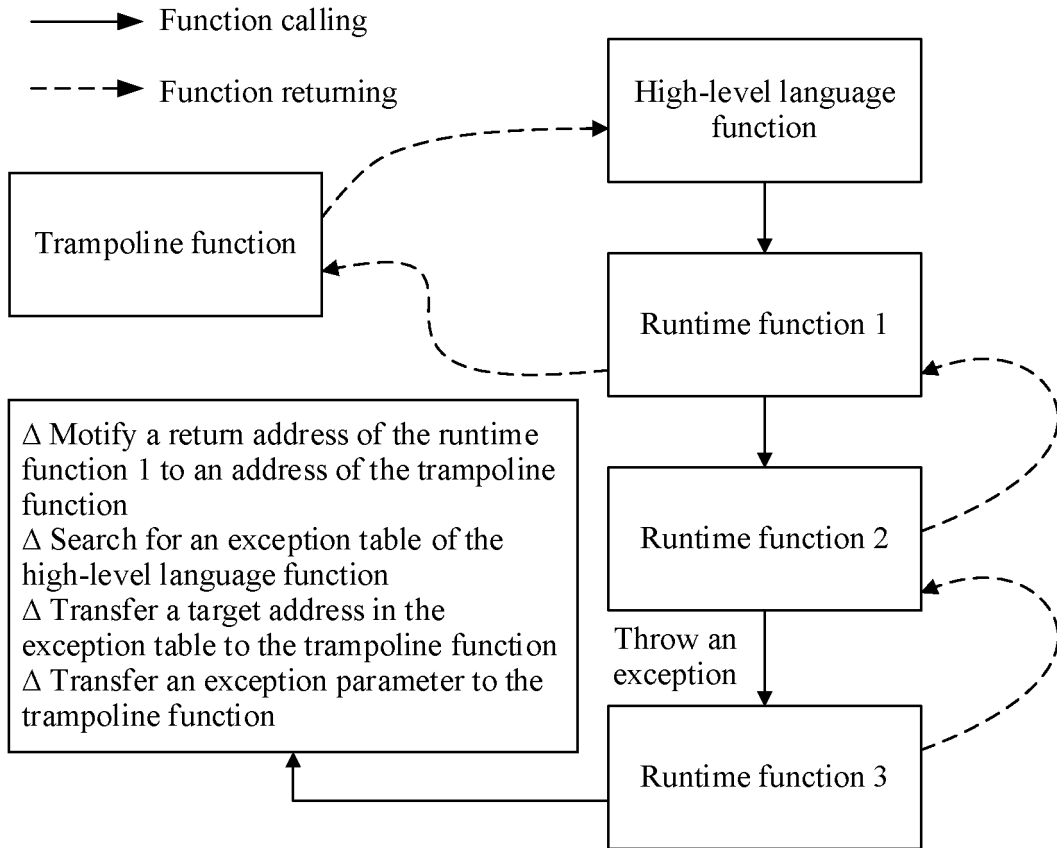 Function calling
Function returning
High-level language
function
Trampoline function
Runtime function 1
Δ Motify a return address of the runtime
function 1 to an address of the trampoline
function
Δ Search for an exception table of the
high-level language function
Δ Transfer a target address in the
exception table to the trampoline function
Δ Transfer an exception parameter to the
trampoline function
Runtime function 2
Throw an
exception
Runtime function 3